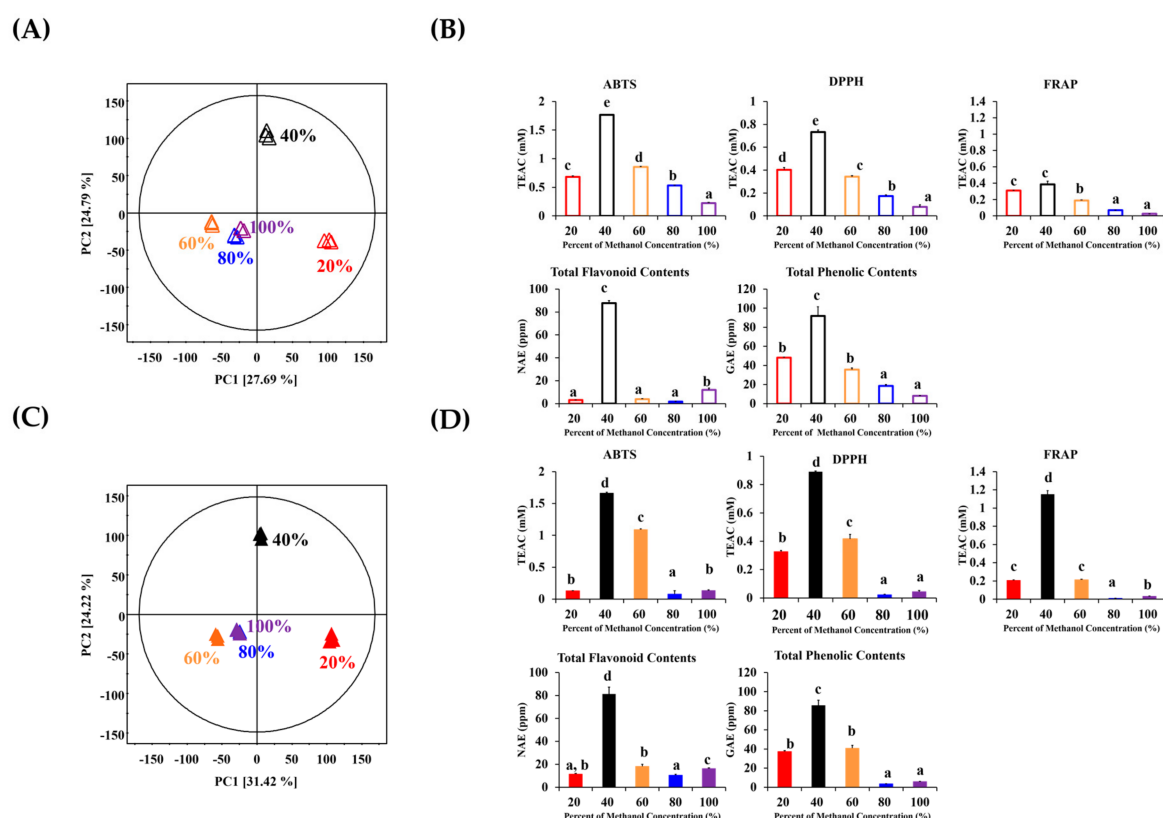 (A)
150
100
50
0
-50
-100
-150
PC2 [24.79 %]
40%
100%
60%
80%
20%
-150 -100 -50 0 50 100 150
PC1 [27.69 %]
(B)
ABTS
2
1.5
1
0.5
0
TEAC (mM)
c e d b a
20 40 60 80 100
Percent of Methanol Concentration (%)
DPPH
1
0.8
0.6
0.4
0.2
0
TEAC (mM)
d e c b a
20 40 60 80 100
Percent of Methanol Concentration (%)
FRAP
1.4
1.2
1
0.8
0.6
0.4
0.2
0
TEAC (mM)
c c b a a
20 40 60 80 100
Percent of Methanol Concentration (%)
Total Flavonoid Contents
100
80
60
40
20
0
NAE (ppm)
a c a a b
20 40 60 80 100
Percent of Methanol Concentration (%)
Total Phenolic Contents
120
100
80
60
40
20
0
GAE (ppm)
b c b a a
20 40 60 80 100
Percent of Methanol Concentration (%)
(C)
150
100
50
0
-50
-100
-150
PC2 [24.22 %]
40%
100%
60%
80%
20%
-150 -100 -50 0 50 100 150
PC1 [31.42 %]
(D)
ABTS
2
1.5
1
0.5
0
TEAC (mM)
b d c a b
20 40 60 80 100
Percent of Methanol Concentration (%)
DPPH
1
0.8
0.6
0.4
0.2
0
TEAC (mM)
b d c a a
20 40 60 80 100
Percent of Methanol Concentration (%)
FRAP
1.4
1.2
1
0.8
0.6
0.4
0.2
0
TEAC (mM)
c d c a b
20 40 60 80 100
Percent of Methanol Concentration (%)
Total Flavonoid Contents
100
80
60
40
20
0
NAE (ppm)
a, b d b a c
20 40 60 80 100
Percent of Methanol Concentration (%)
Total Phenolic Contents
120
100
80
60
40
20
0
GAE (ppm)
b c b a a
20 40 60 80 100
Percent of Methanol Concentration (%)